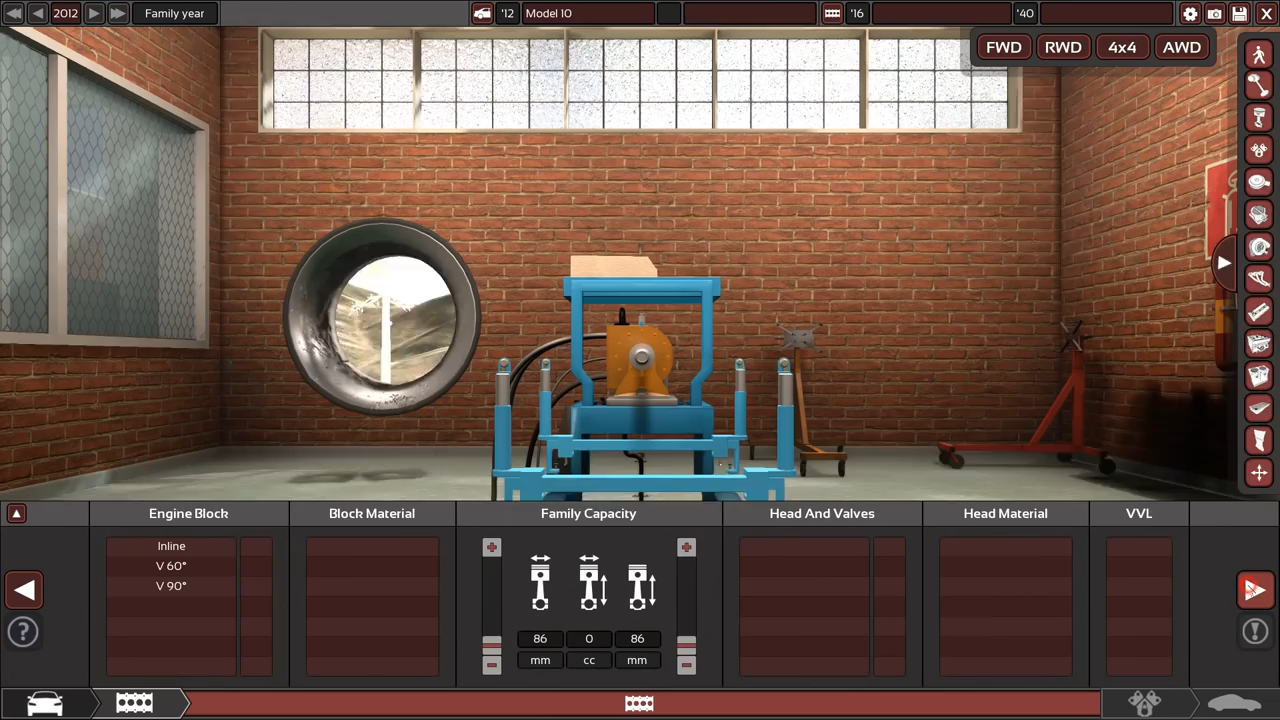 2012 Family year '12 Model 10 '16 '40
FWD RWD 4x4 AWD
Engine Block Block Material Family Capacity Head And Valves Head Material VVL
Inline
V 60°
V 90°
86 0 86
mm cc mm